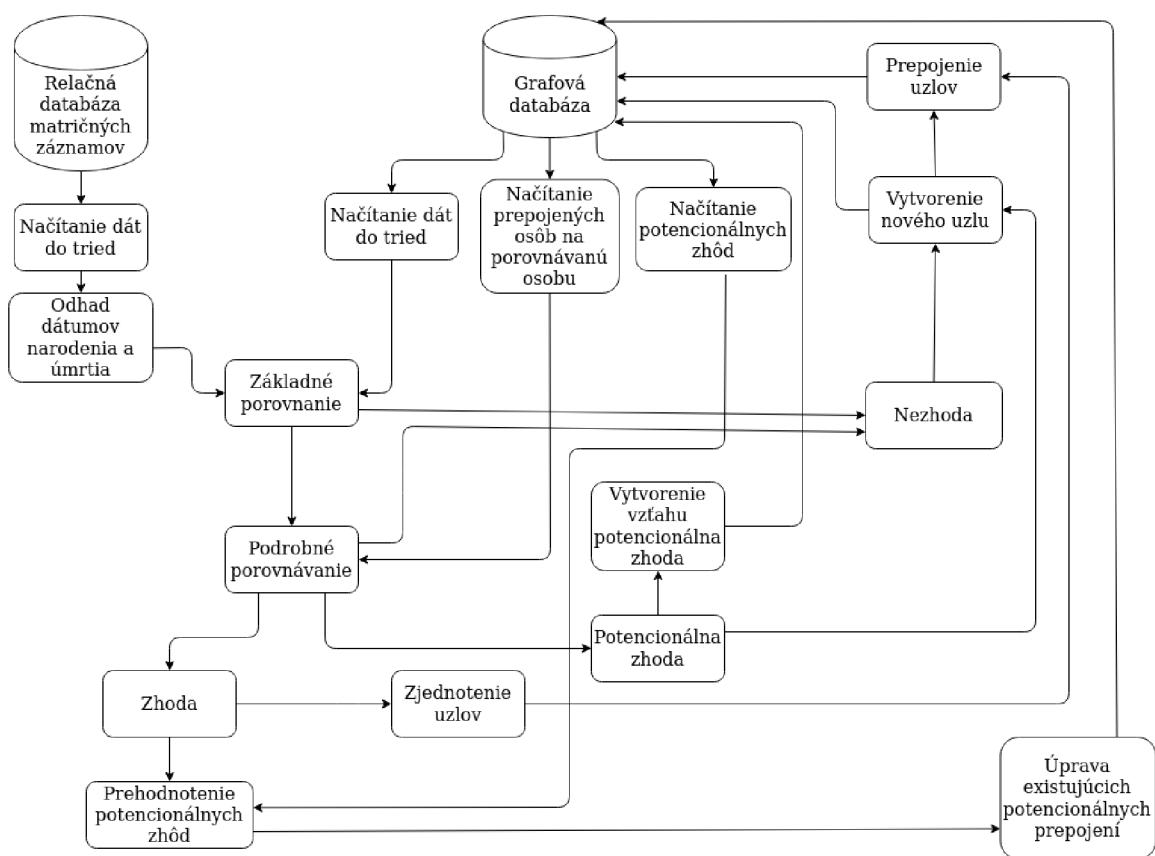 Relačná
databáza
matričných
záznamov
Grafová
databáza
Prepojenie
uzlov
Načítanie dát
do tried
Načítanie dát
do tried
Načítanie
prepojených
osôb na
porovnávanú
osobu
Načítanie
potencionálnych
zhôd
Vytvorenie
nového uzlu
Odhad
dátumov
narodenia a
úmrtia
Základné
porovnanie
Nezhoda
Podrobné
porovnávanie
Vytvorenie
vzťahu
potencionálna
zhoda
Potencionálna
zhoda
Zhoda
Zjednotenie
uzlov
Prehodnotenie
potencionálnych
zhôd
Úprava
existujúcich
potencionálnych
prepojení